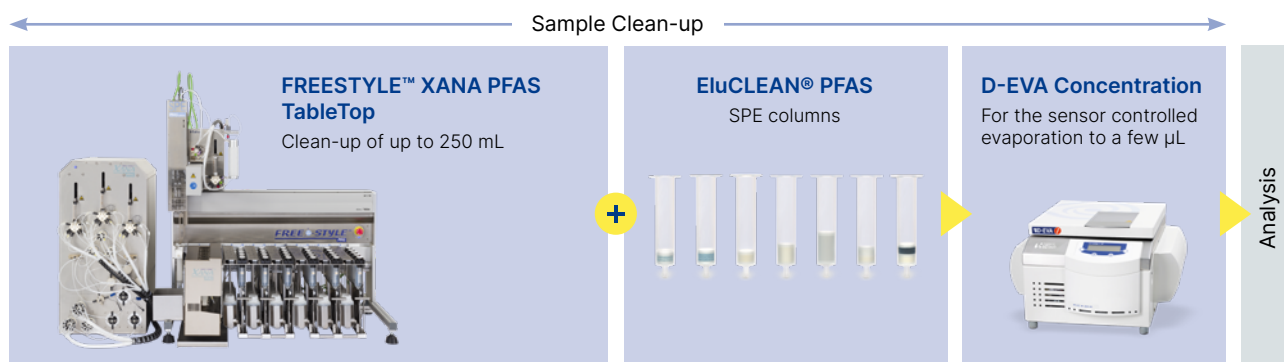 Sample Clean-up
FREESTYLE™ XANA PFAS
TableTop
Clean-up of up to 250 mL
FREESTYLE
+
EluCLEAN® PFAS
SPE columns
D-EVA Concentration
For the sensor controlled
evaporation to a few µL
D-EVA
Analysis